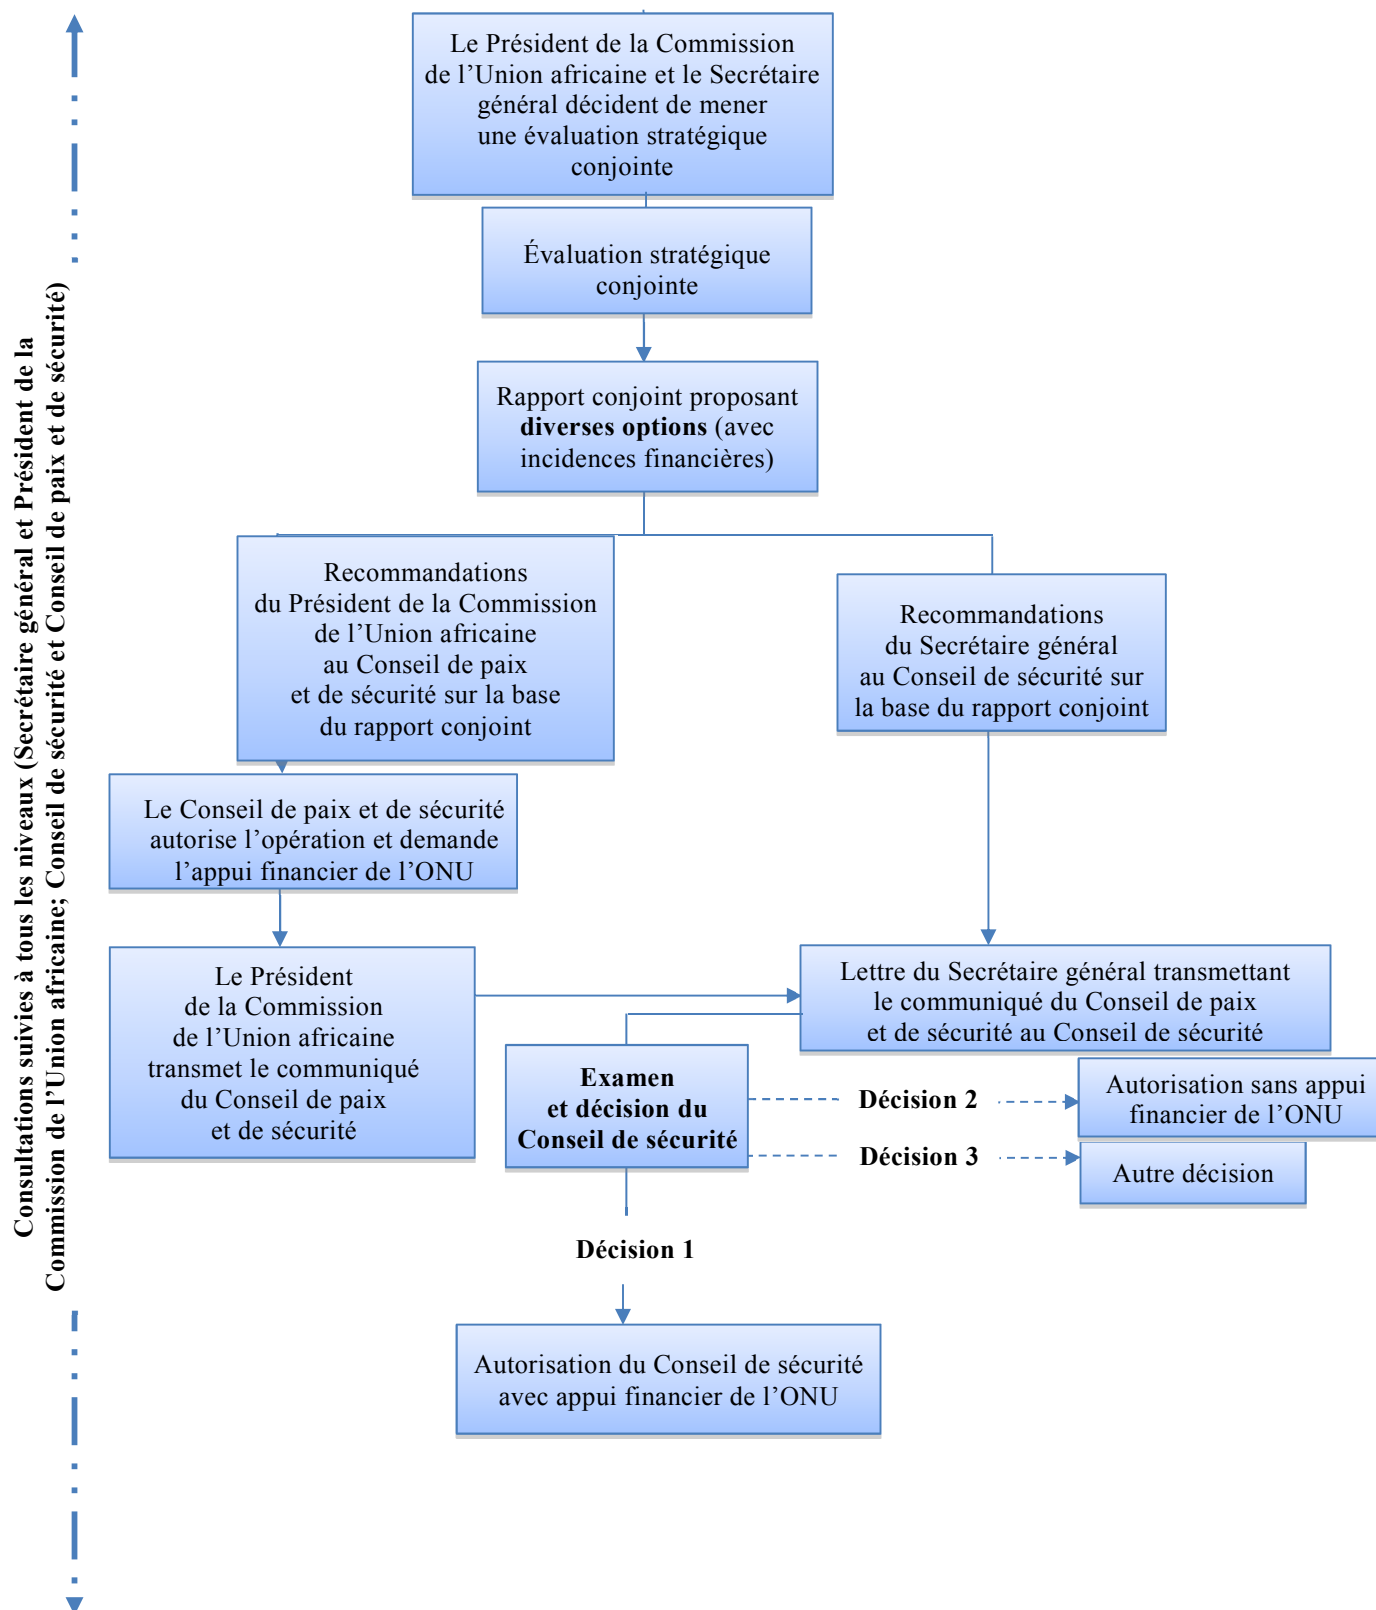 Consultations suivies à tous les niveaux (Secrétaire général et Président de la
Commission de l’Union africaine; Conseil de sécurité et Conseil de paix et de sécurité)
Le Président de la Commission
de l’Union africaine et le Secrétaire
général décident de mener
une évaluation stratégique
conjointe
Évaluation stratégique
conjointe
Rapport conjoint proposant
diverses options (avec
incidences financières)
Recommandations
du Président de la Commission
de l’Union africaine
au Conseil de paix
et de sécurité sur la base
du rapport conjoint
Recommandations
du Secrétaire général
au Conseil de sécurité sur
la base du rapport conjoint
Le Conseil de paix et de sécurité
autorise l’opération et demande
l’appui financier de l’ONU
Le Président
de la Commission
de l’Union africaine
transmet le communiqué
du Conseil de paix
et de sécurité
Lettre du Secrétaire général transmettant
le communiqué du Conseil de paix
et de sécurité au Conseil de sécurité
Examen
et décision du
Conseil de sécurité
Décision 2
Autorisation sans appui
financier de l’ONU
Décision 3
Autre décision
Décision 1
Autorisation du Conseil de sécurité
avec appui financier de l’ONU